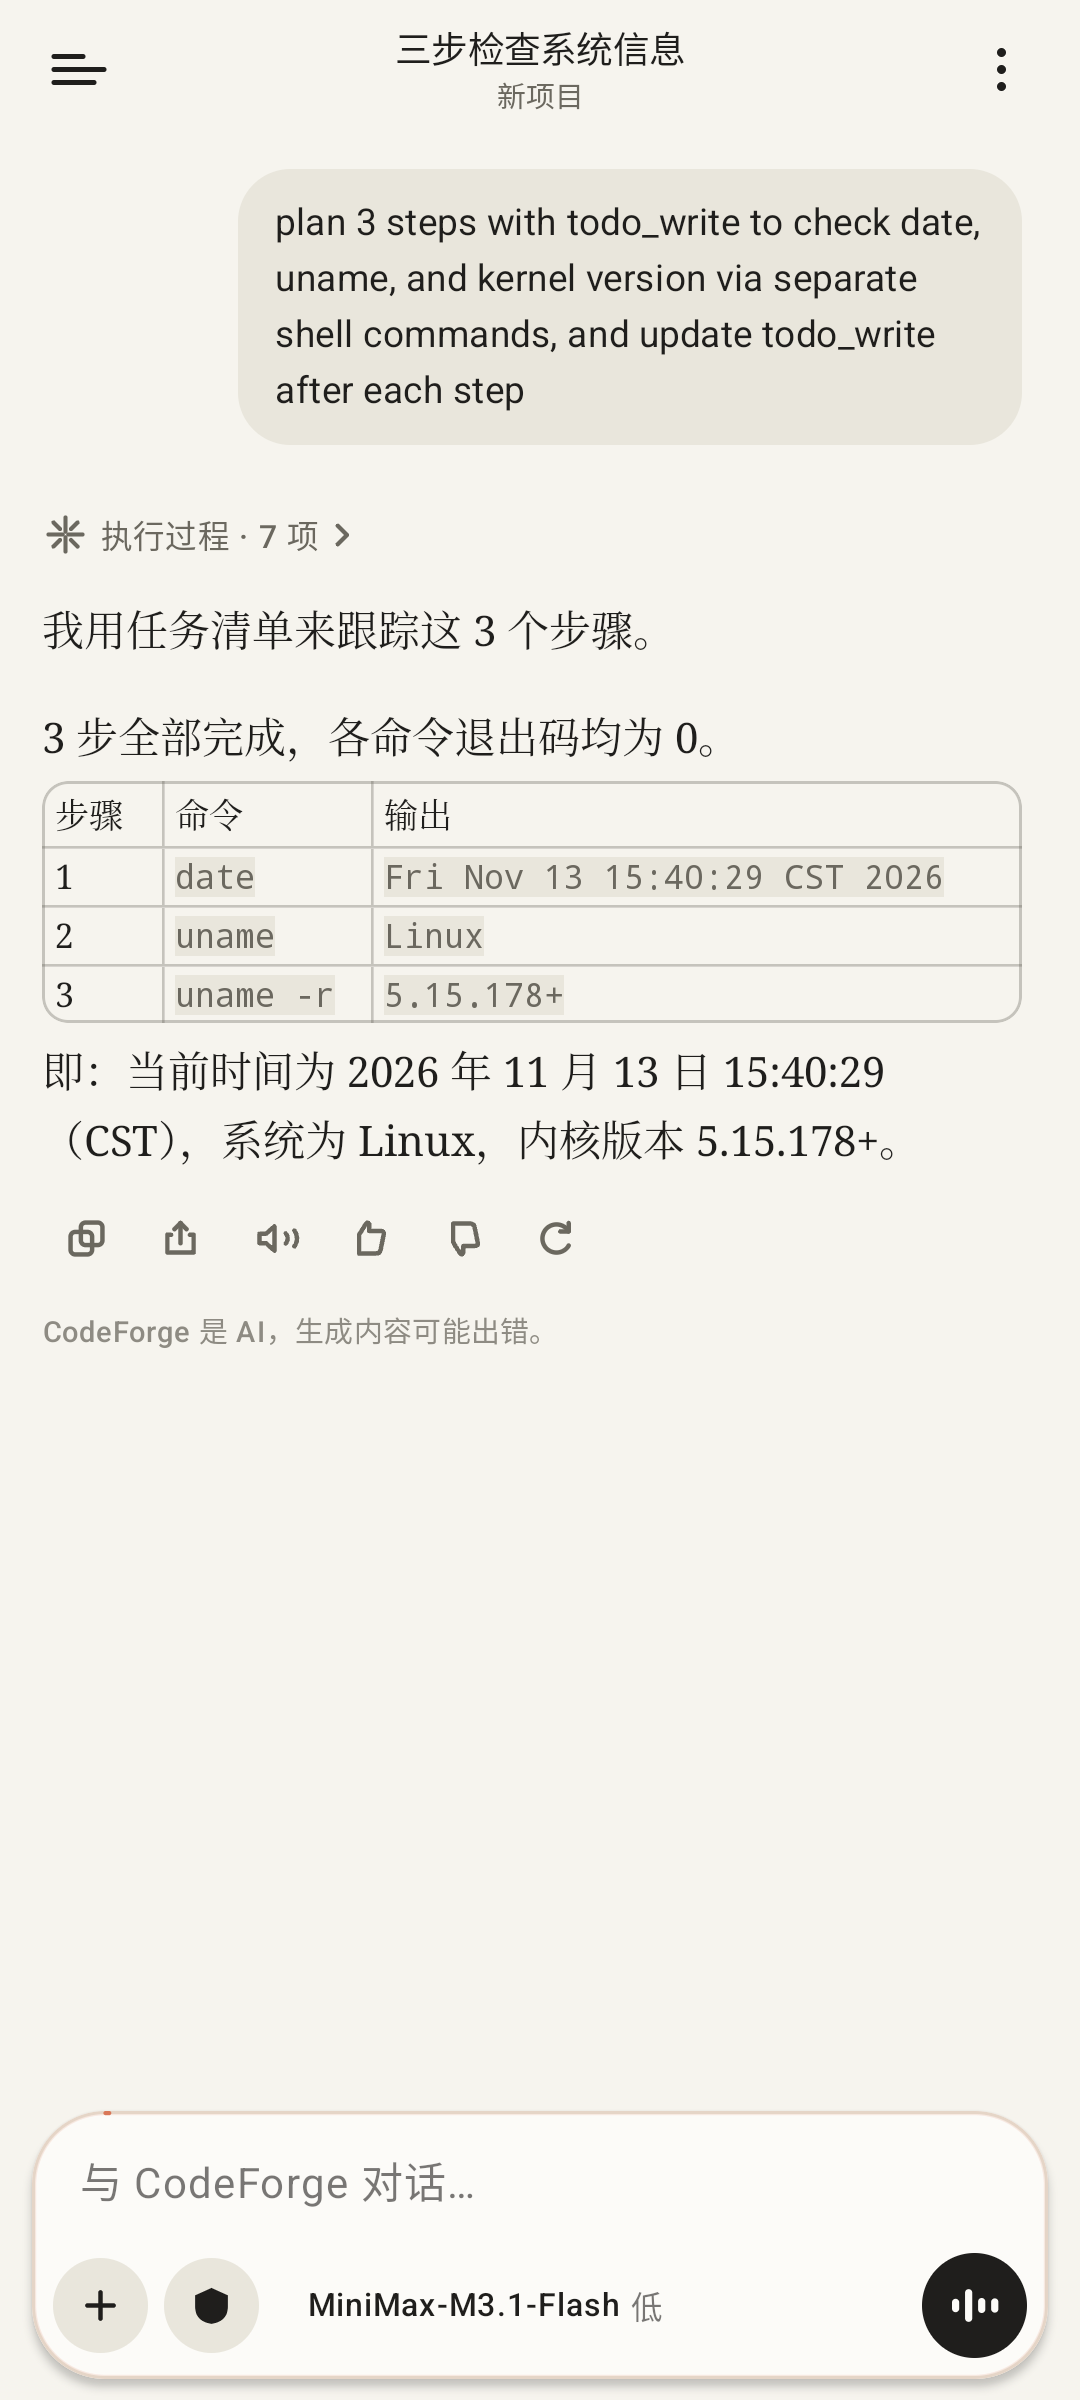 三步检查系统信息
新项目
plan 3 steps with todo_write to check date,
uname, and kernel version via separate
shell commands, and update todo_write
after each step
执行过程 · 7 项
我用任务清单来跟踪这 3 个步骤。
3 步全部完成，各命令退出码均为 0。
步骤 命令 输出
1 date Fri Nov 13 15:40:29 CST 2026
2 uname Linux
3 uname -r 5.15.178+
即：当前时间为 2026 年 11 月 13 日 15:40:29
（CST），系统为 Linux，内核版本 5.15.178+。
CodeForge 是 AI，生成内容可能出错。
与 CodeForge 对话…
MiniMax-M3.1-Flash 低